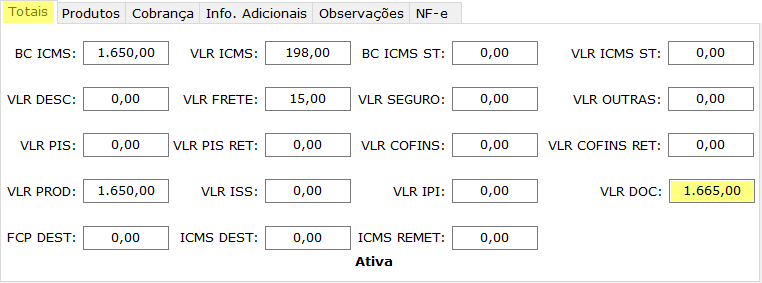 Totais Produtos Cobrança Info. Adicionais Observações NF-e
BC ICMS: 1.650,00 VLR ICMS: 198,00 BC ICMS ST: 0,00 VLR ICMS ST: 0,00
VLR DESC: 0,00 VLR FRETE: 15,00 VLR SEGURO: 0,00 VLR OUTRAS: 0,00
VLR PIS: 0,00 VLR PIS RET: 0,00 VLR COFINS: 0,00 VLR COFINS RET: 0,00
VLR PROD: 1.650,00 VLR ISS: 0,00 VLR IPI: 0,00 VLR DOC: 1.665,00
FCP DEST: 0,00 ICMS DEST: 0,00 ICMS REMET: 0,00
Ativa